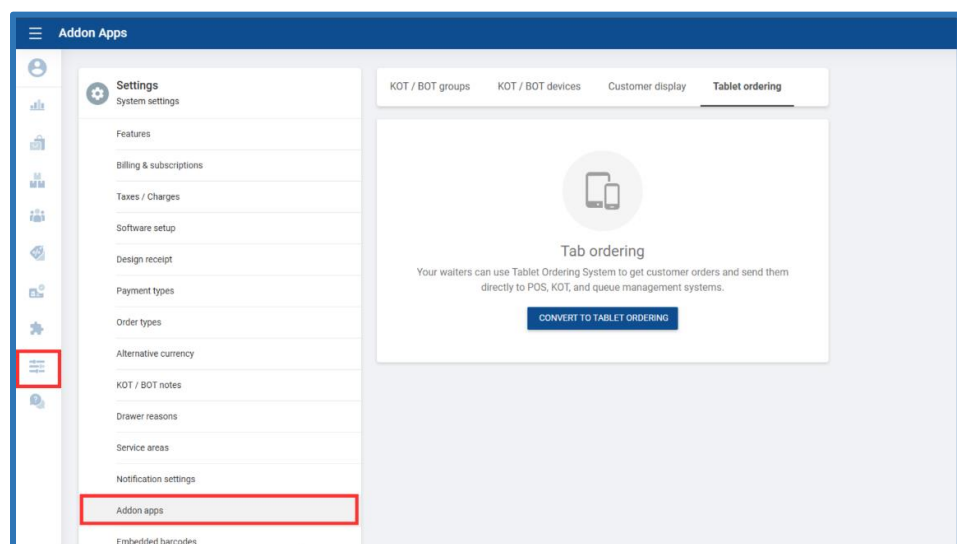 Addon Apps
Settings
System settings
Features
Billing & subscriptions
Taxes / Charges
Software setup
Design receipt
Payment types
Order types
Alternative currency
KOT / BOT notes
Drawer reasons
Service areas
Notification settings
Addon apps
Embedded barcodes
KOT / BOT groups KOT / BOT devices Customer display Tablet ordering
Tab ordering
Your waiters can use Tablet Ordering System to get customer orders and send them
directly to POS, KOT, and queue management systems.
CONVERT TO TABLET ORDERING